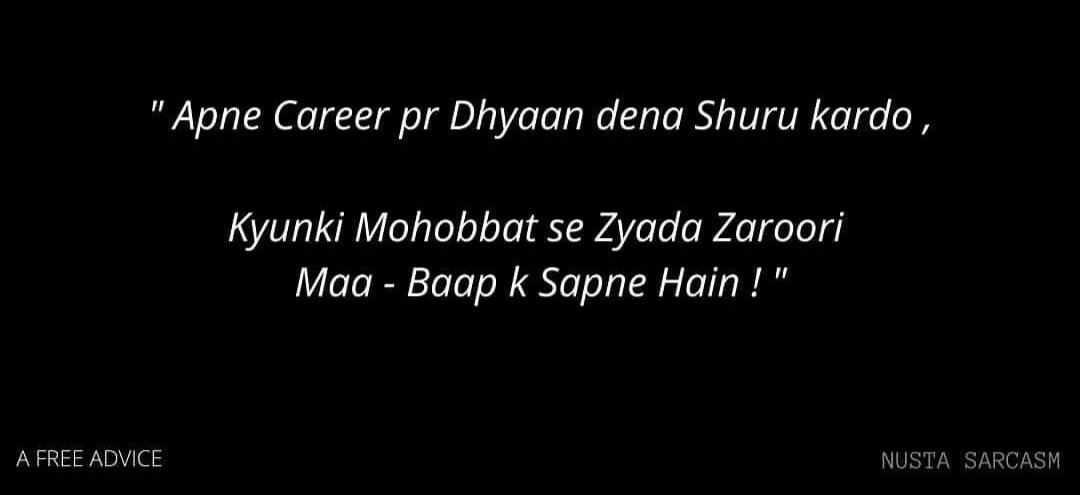 " Apne Career pr Dhyaan dena Shuru kardo ,
Kyunki Mohobbat se Zyada Zaroori
Maa - Baap k Sapne Hain ! "
A FREE ADVICE
NUSTA SARCASM